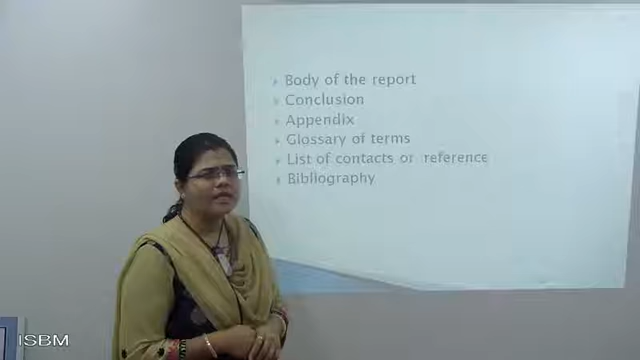 Body of the report
Conclusion
Appendix
Glossary of terms
List of contacts or reference
Bibliography
ISBM